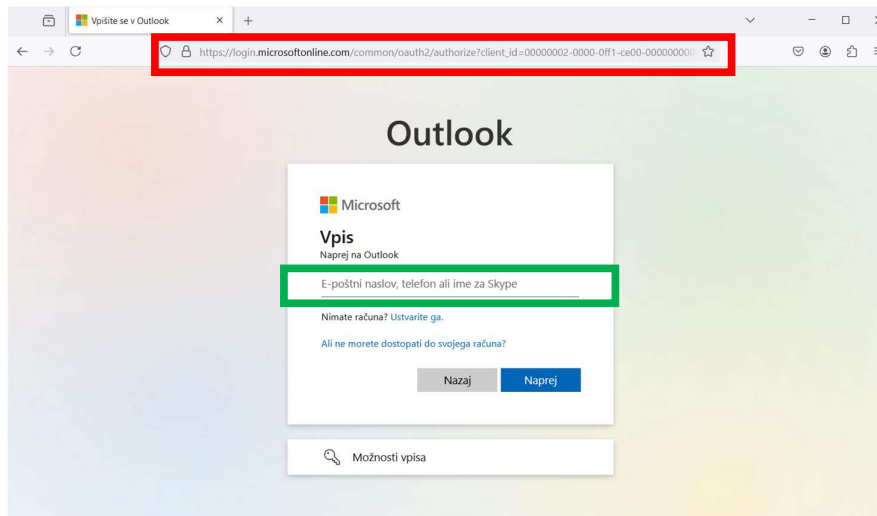 Vpišite se v Outlook
https://login.microsoftonline.com/common/oauth2/authorize?client_id=00000002-0000-0ff1-ce00-000000000
Outlook
Microsoft
Vpis
Naprej na Outlook
E-poštni naslov, telefon ali ime za Skype
Nimate računa? Ustvarite ga.
Ali ne morete dostopati do svojega računa?
Nazaj Naprej
Možnosti vpisa